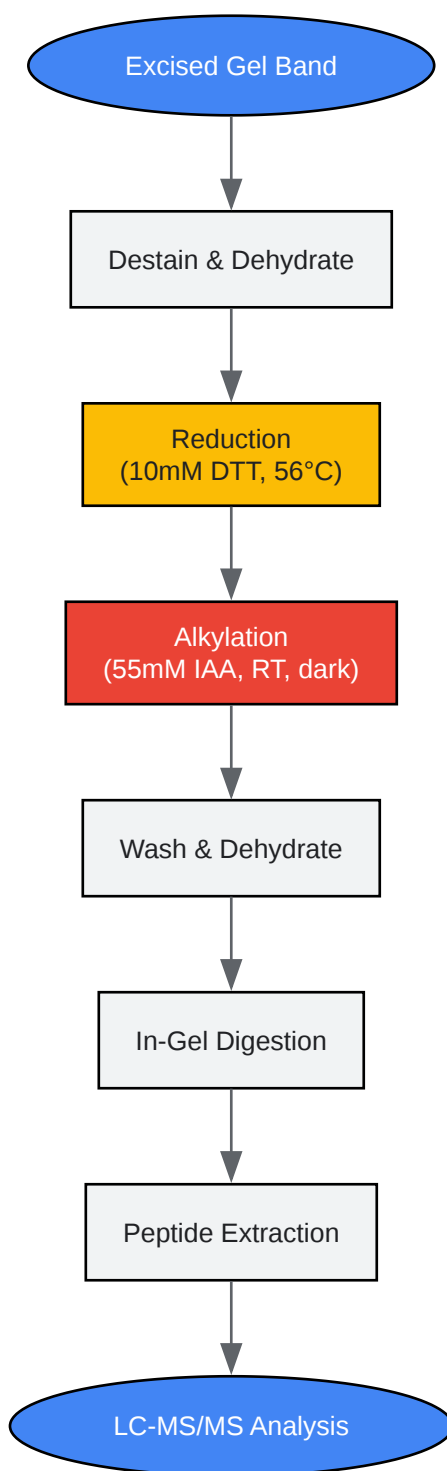 Excised Gel Band
Destain & Dehydrate
Reduction
(10mM DTT, 56°C)
Alkylation
(55mM IAA, RT, dark)
Wash & Dehydrate
In-Gel Digestion
Peptide Extraction
LC-MS/MS Analysis